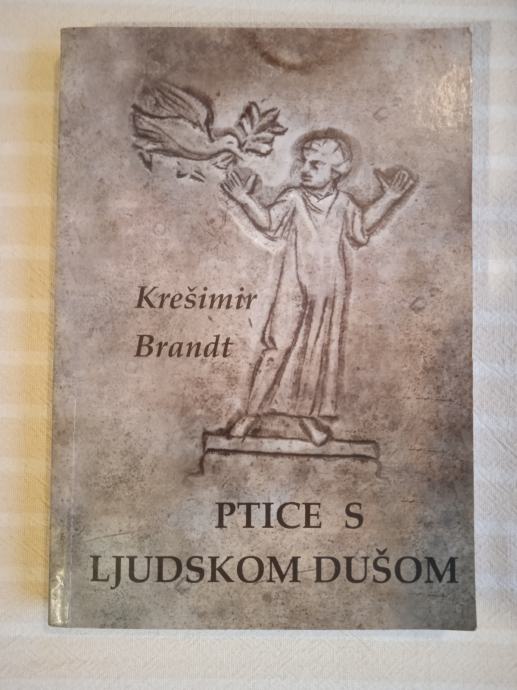 Krešimir
Brandt
PTICE S
LJUDSKOM DUŠOM